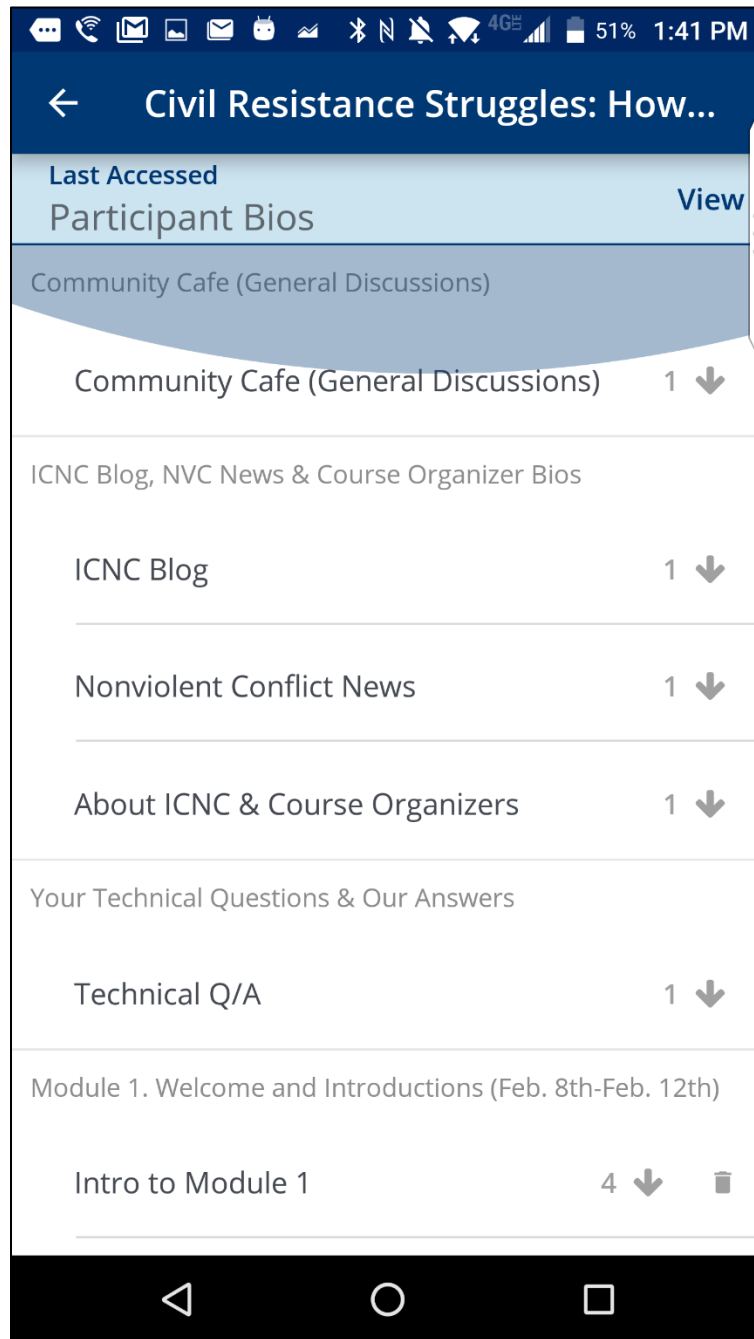 4G LTE 51% 1:41 PM
Civil Resistance Struggles: How...
Last Accessed
Participant Bios
View
Community Cafe (General Discussions)
Community Cafe (General Discussions) 1
ICNC Blog, NVC News & Course Organizer Bios
ICNC Blog 1
Nonviolent Conflict News 1
About ICNC & Course Organizers 1
Your Technical Questions & Our Answers
Technical Q/A 1
Module 1. Welcome and Introductions (Feb. 8th-Feb. 12th)
Intro to Module 1 4